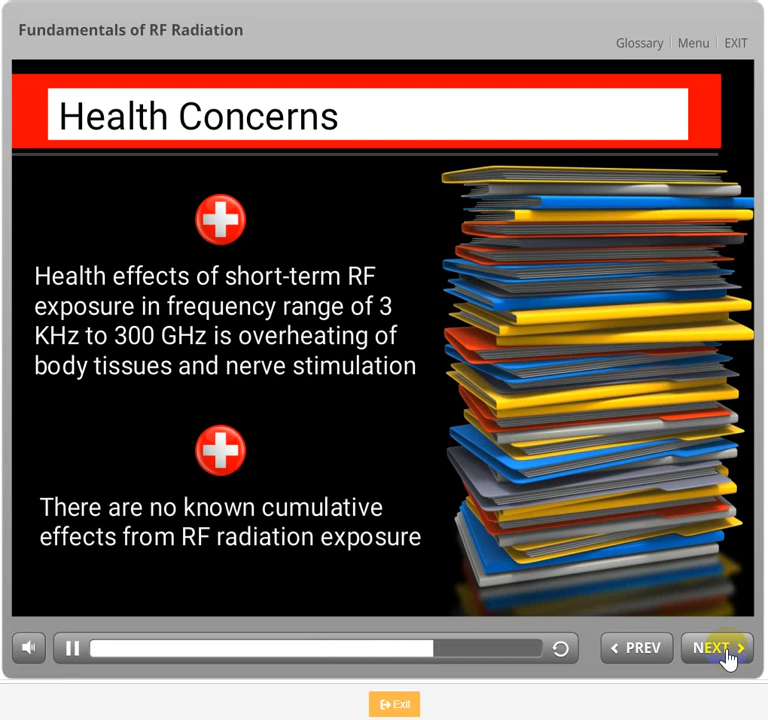 Fundamentals of RF Radiation
Glossary Menu EXIT
Health Concerns
Health effects of short-term RF
exposure in frequency range of 3
KHz to 300 GHz is overheating of
body tissues and nerve stimulation
There are no known cumulative
effects from RF radiation exposure
PREV NEXT
Exit